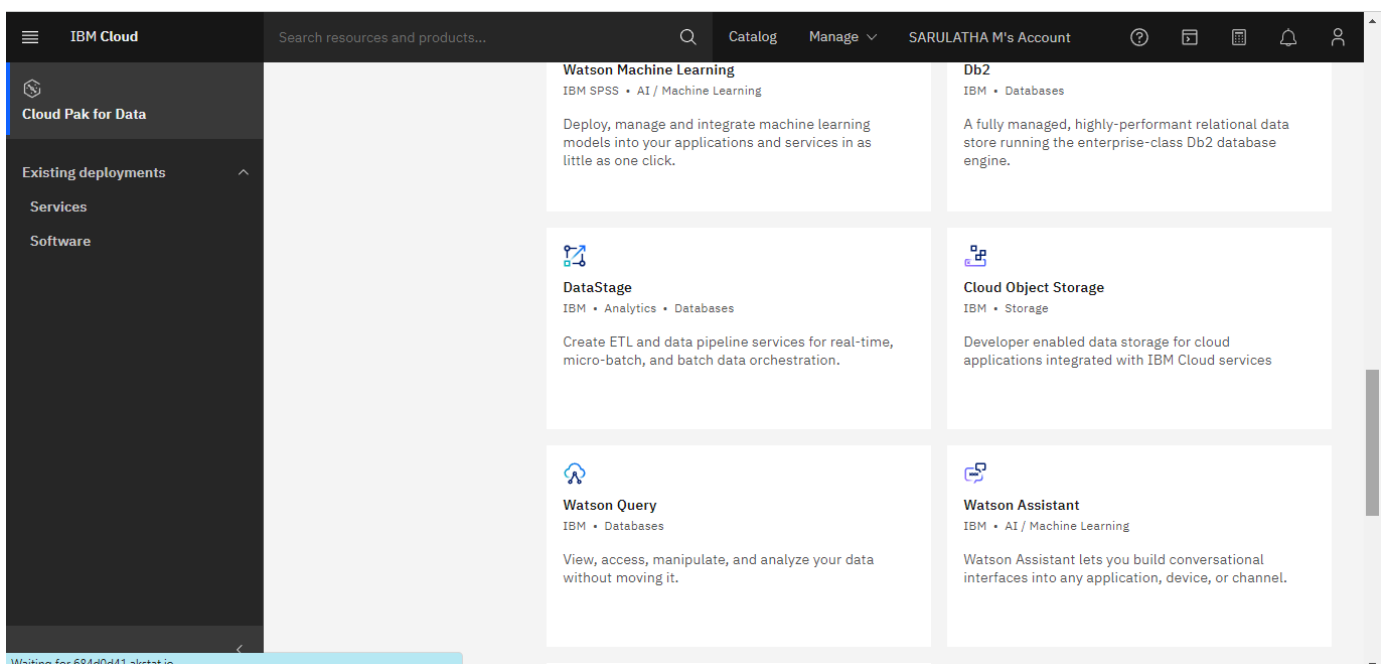 IBM Cloud
Search resources and products...
Catalog
Manage
SARULATHA M's Account
Cloud Pak for Data
Existing deployments
Services
Software
Watson Machine Learning
IBM SPSS • AI / Machine Learning
Deploy, manage and integrate machine learning
models into your applications and services in as
little as one click.
Db2
IBM • Databases
A fully managed, highly-performant relational data
store running the enterprise-class Db2 database
engine.
DataStage
IBM • Analytics • Databases
Create ETL and data pipeline services for real-time,
micro-batch, and batch data orchestration.
Cloud Object Storage
IBM • Storage
Developer enabled data storage for cloud
applications integrated with IBM Cloud services
Watson Query
IBM • Databases
View, access, manipulate, and analyze your data
without moving it.
Watson Assistant
IBM • AI / Machine Learning
Watson Assistant lets you build conversational
interfaces into any application, device, or channel.
Waiting for 684d0d41.akstat.io